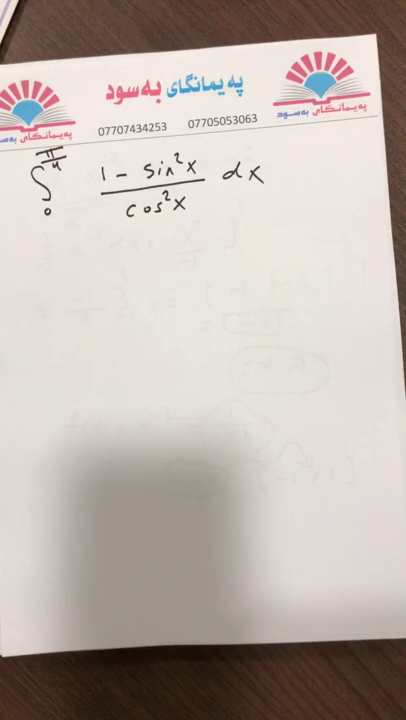 پەیمانگای بەسود
پەیمانگای بەسود
پەیمانگای بەسود
07707434253 07705053063
∫₀^(π/4) (1 - sin²x)/(cos²x) dx